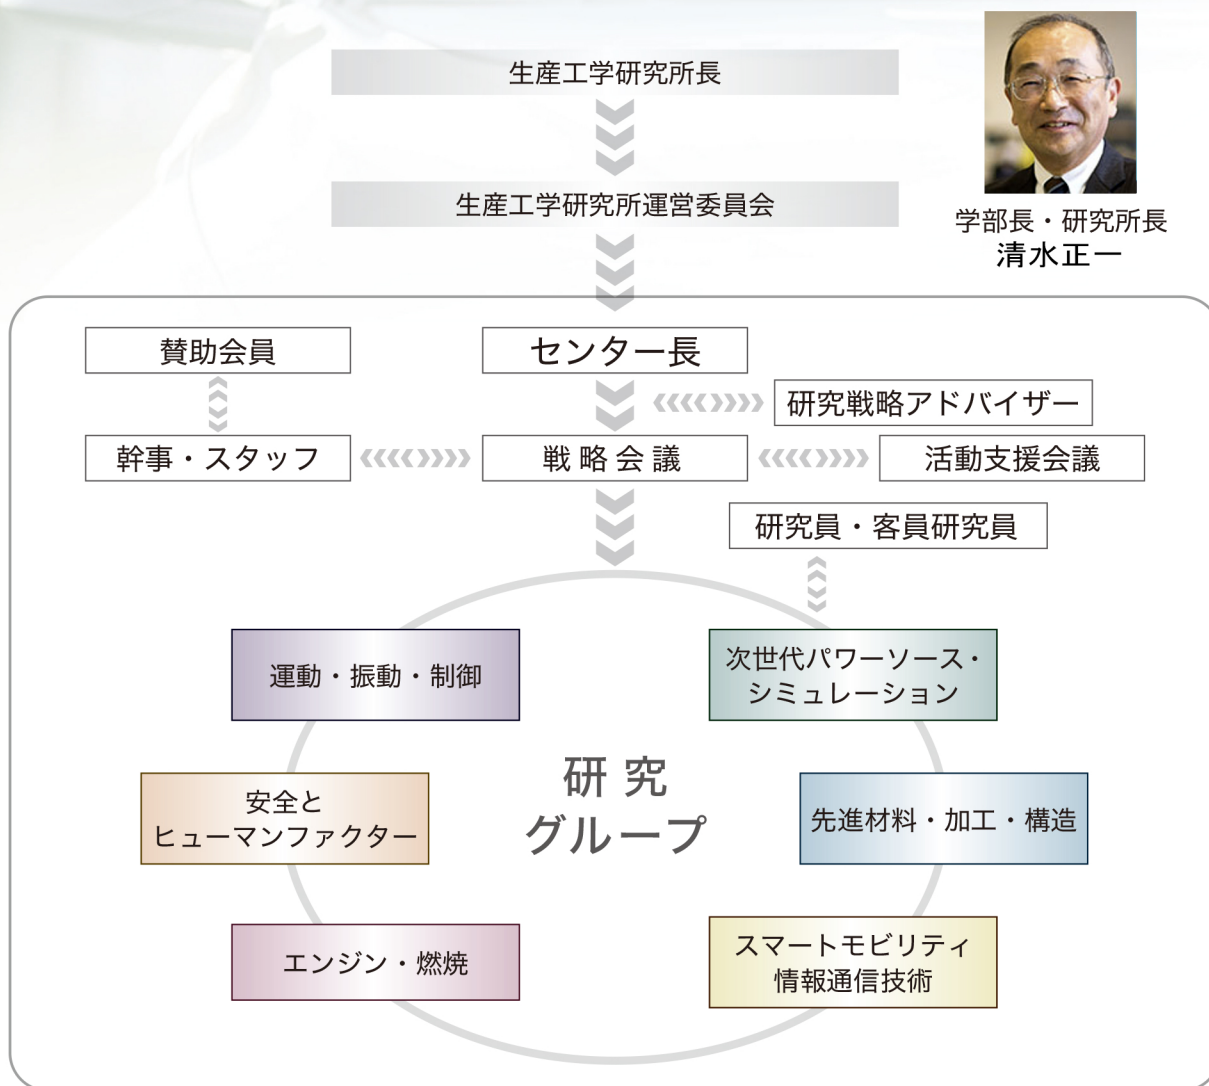 生産工学研究所長
生産工学研究所運営委員会
学部長・研究所長
清水正一
賛助会員
センター長
研究戦略アドバイザー
幹事・スタッフ
戦略会議
活動支援会議
研究員・客員研究員
運動・振動・制御
次世代パワーソース・
シミュレーション
研究
グループ
安全と
ヒューマンファクター
先進材料・加工・構造
エンジン・燃焼
スマートモビリティ
情報通信技術